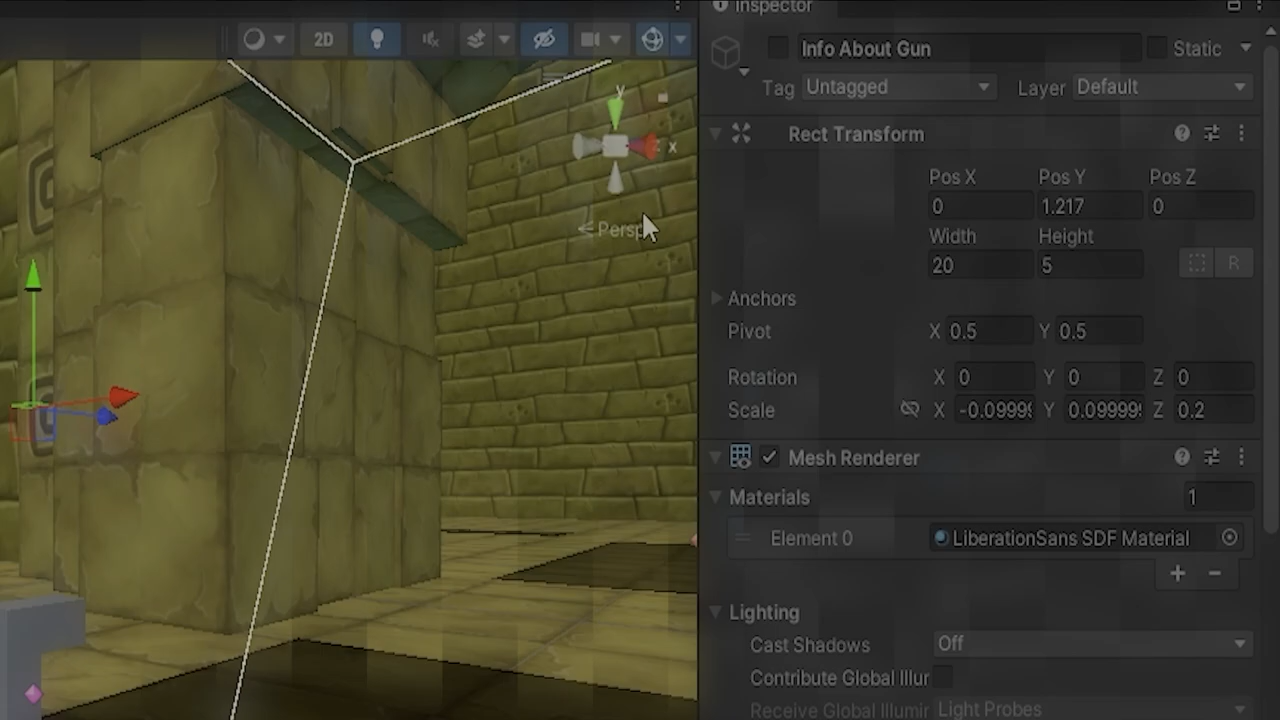 Inspector
2D
Info About Gun
Static
Tag Untagged Layer Default
Rect Transform
Pos X Pos Y Pos Z
0 1.217 0
Width Height
20 5
R
Anchors
Pivot X 0.5 Y 0.5
Rotation X 0 Y 0 Z 0
Scale X -0.09999 Y 0.09999 Z 0.2
Mesh Renderer
Materials 1
Element 0 LiberationSans SDF Material
Lighting
Cast Shadows Off
Contribute Global Illur
Receive Global Illumir Light Probes
y
x
Persp